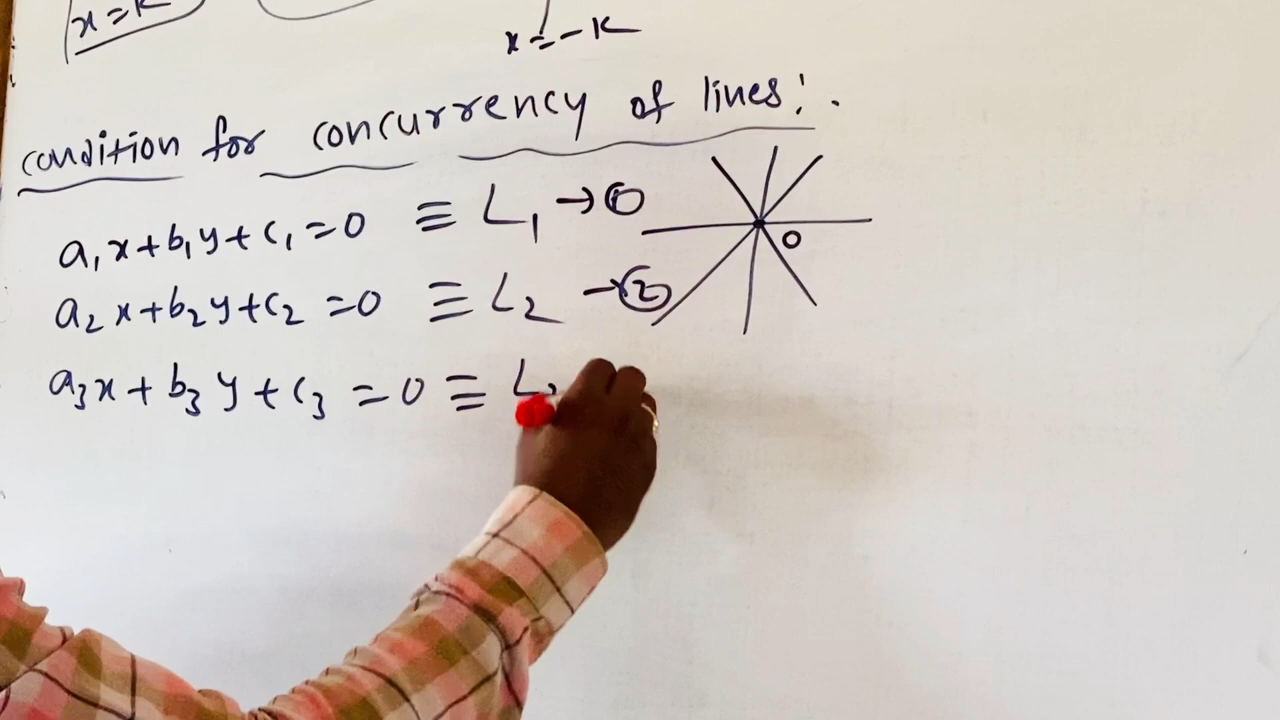 x = K
x = -K
condition for concurrency of lines:.
a₁x + b₁y + c₁ = 0 ≡ L₁ → ①
a₂x + b₂y + c₂ = 0 ≡ L₂ → ②
a₃x + b₃y + c₃ = 0 ≡ L
O